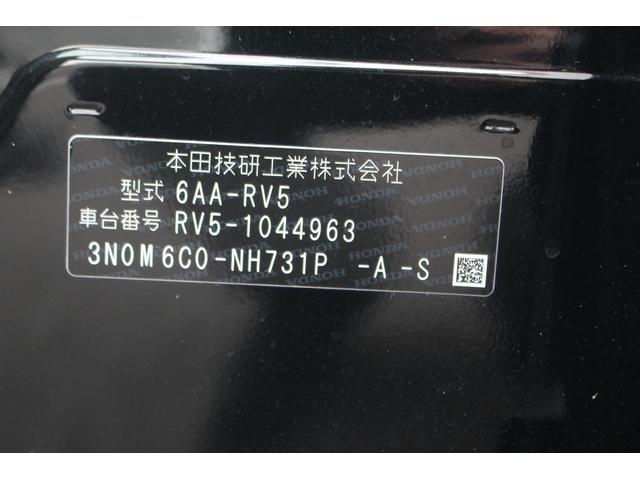 本田技研工業株式会社
型式 6AA-RV5
車台番号 RV5-1044963
3N0M6C0-NH731P -A -S